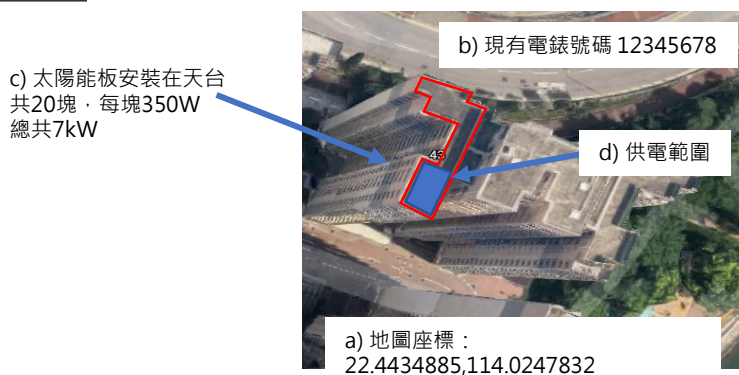 b) 現有電錶號碼 12345678
c) 太陽能板安裝在天台
共20塊，每塊350W
總共7kW
43
d) 供電範圍
a) 地圖座標：
22.4434885,114.0247832